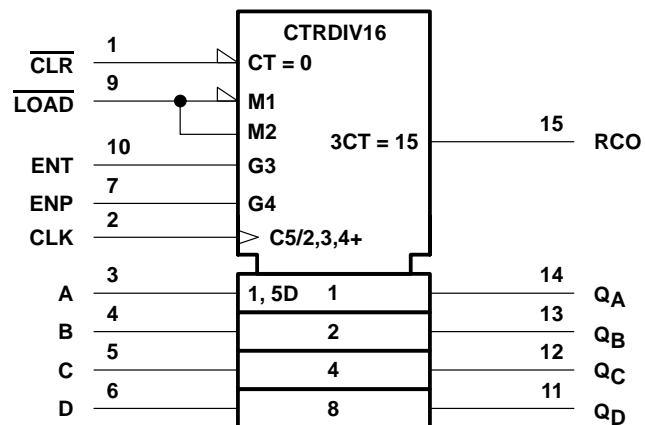 CTRDIV16
1
CLR
CT = 0
9
LOAD
M1
M2
3CT = 15
15
RCO
10
ENT
G3
7
ENP
G4
2
CLK
C5/2,3,4+
3
A
1, 5D 1
14
QA
4
B
2
13
QB
5
C
4
12
QC
6
D
8
11
QD